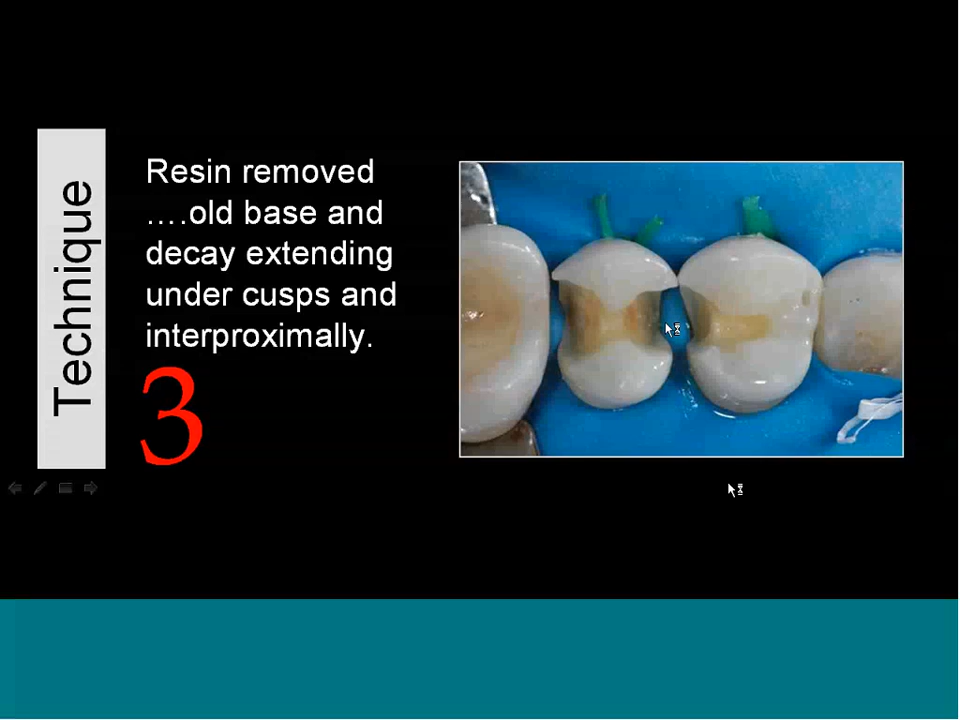 Technique
Resin removed
….old base and
decay extending
under cusps and
interproximally.
3